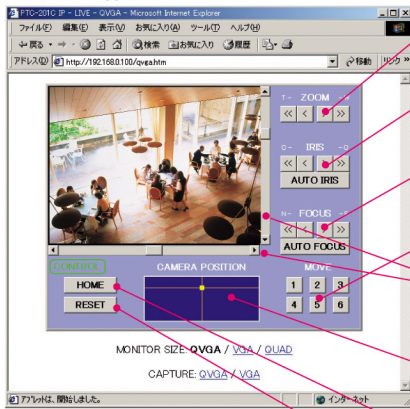 PTC-201C IP - LIVE - QVGA - Microsoft Internet Explorer
ファイル(F) 編集(E) 表示(V) お気に入り(A) ツール(T) ヘルプ(H)
戻る 検索 お気に入り 履歴
アドレス(D) http://192.168.0.100/qvga.htm 移動 リンク »
T- ZOOM
« < »
O- IRIS -C
« < »
AUTO IRIS
N- FOCUS -F
« < »
AUTO FOCUS
CONTROL CAMERA POSITION MOVE
HOME 1 2 3
RESET 4 5 6
MONITOR SIZE: QVGA / VGA / QUAD
CAPTURE: QVGA / VGA
アプレットは、開始しました。 インターネット